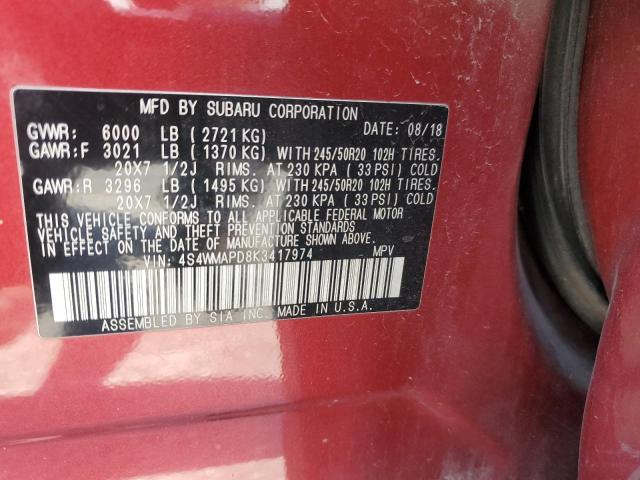 MFD BY SUBARU CORPORATION
GVWR: 6000 LB (2721KG) DATE: 08/18
GAWR:F 3021 LB (1370KG) WITH 245/50R20 102H TIRES.
20X7 1/2J RIMS. AT 230 KPA (33 PSI) COLD
GAWR:R 3296 LB (1495KG) WITH 245/50R20 102H TIRES.
20X7 1/2J RIMS. AT 230 KPA (33 PSI) COLD
THIS VEHICLE CONFORMS TO ALL APPLICABLE FEDERAL MOTOR
VEHICLE SAFETY AND THEFT PREVENTION STANDARDS
IN EFFECT ON THE DATE OF MANUFACTURE SHOWN ABOVE.
VIN: 4S4WMAPD8K3417974 MPV
ASSEMBLED BY SIA INC. MADE IN U.S.A.